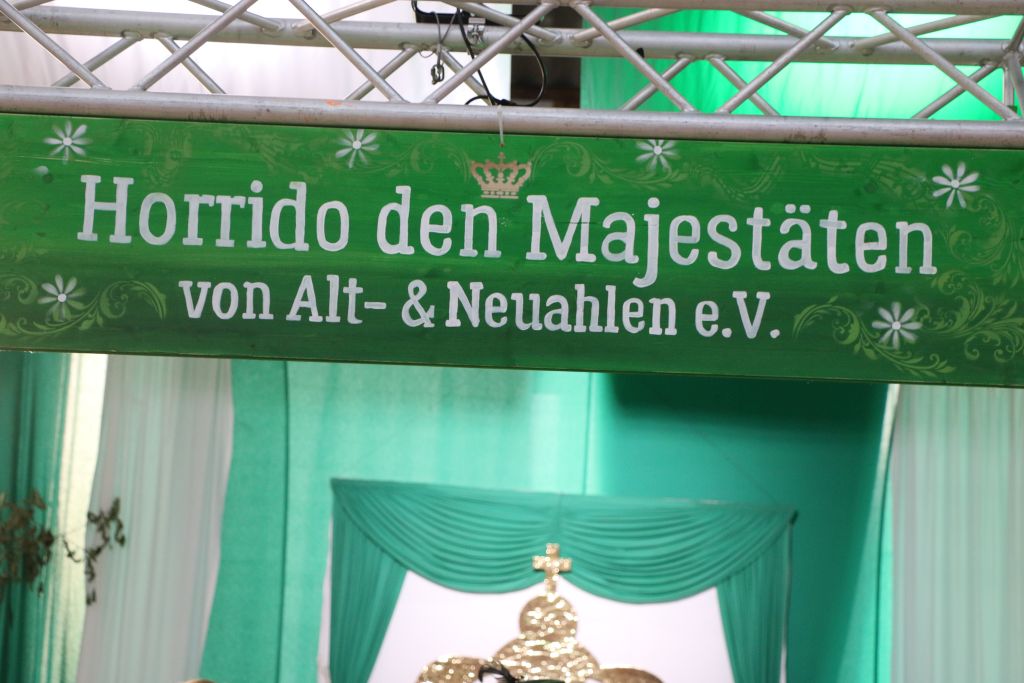 Horrido den Majestäten
von Alt- & Neuahlen e.V.